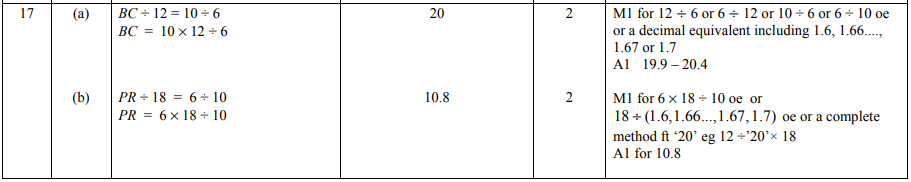 17 (a) BC ÷ 12 = 10 ÷ 6 20 2 M1 for 12 ÷ 6 or 6 ÷ 12 or 10 ÷ 6 or 6 ÷ 10 oe
BC = 10 × 12 ÷ 6 or a decimal equivalent including 1.6, 1.66....,
1.67 or 1.7
A1 19.9 – 20.4
(b) PR ÷ 18 = 6 ÷ 10 10.8 2 M1 for 6 × 18 ÷ 10 oe or
PR = 6 × 18 ÷ 10 18 ÷ (1.6,1.66...,1.67,1.7) oe or a complete
method ft ‘20’ eg 12 ÷’20’× 18
A1 for 10.8